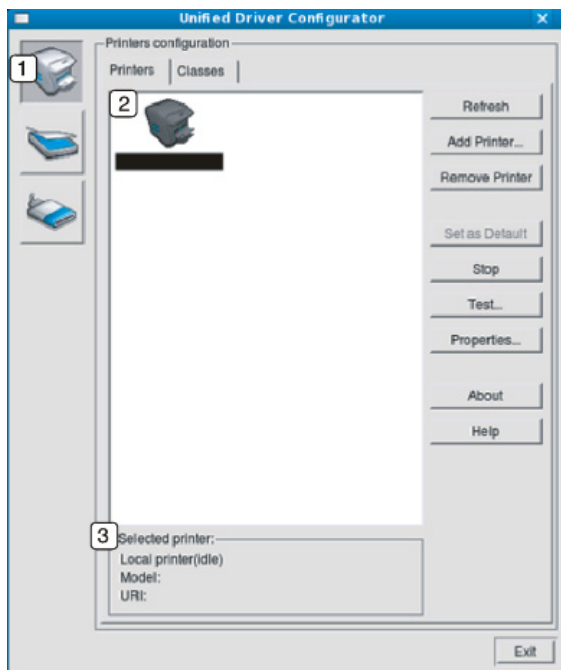 Unified Driver Configurator
Printers configuration
1
Printers
Classes
2
Refresh
Add Printer...
Remove Printer
Set as Default
Stop
Test...
Properties...
About
Help
3
Selected printer:
Local printer(idle)
Model:
URI:
Exit